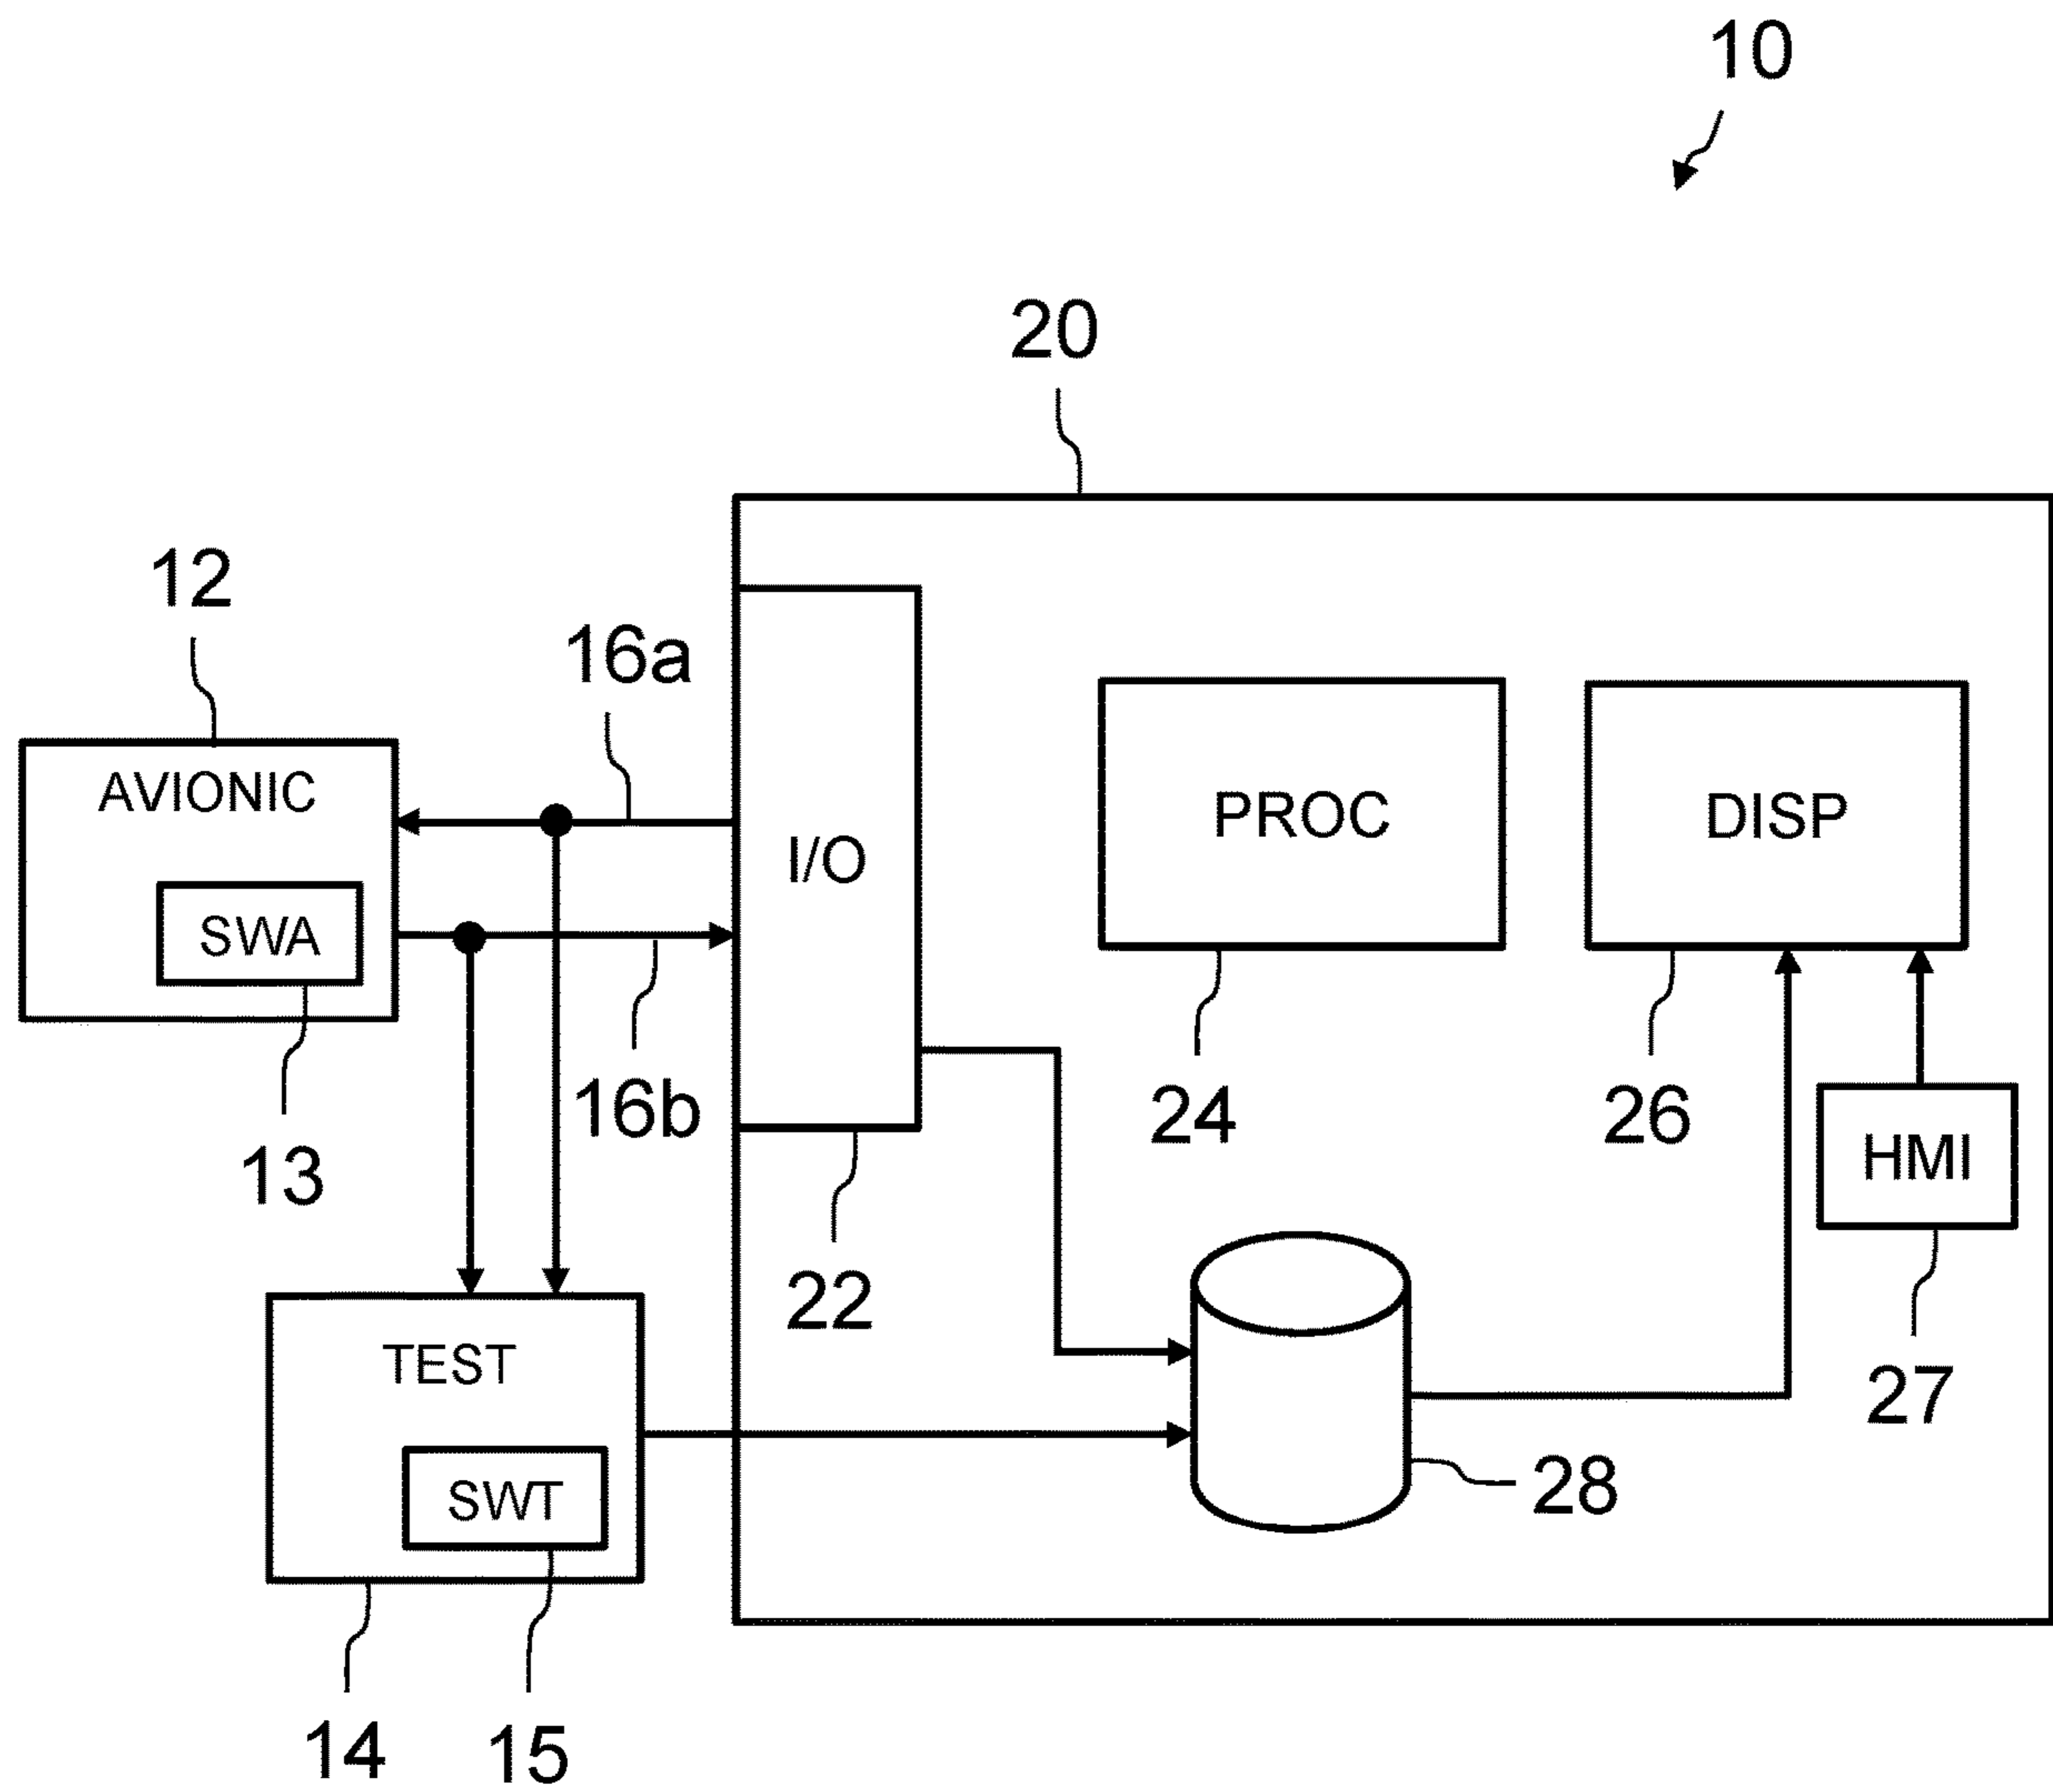 10
20
12
16a
AVIONIC
PROC
DISP
I/O
SWA
16b
24
26
HMI
13
22
TEST
27
SWT
28
14
15